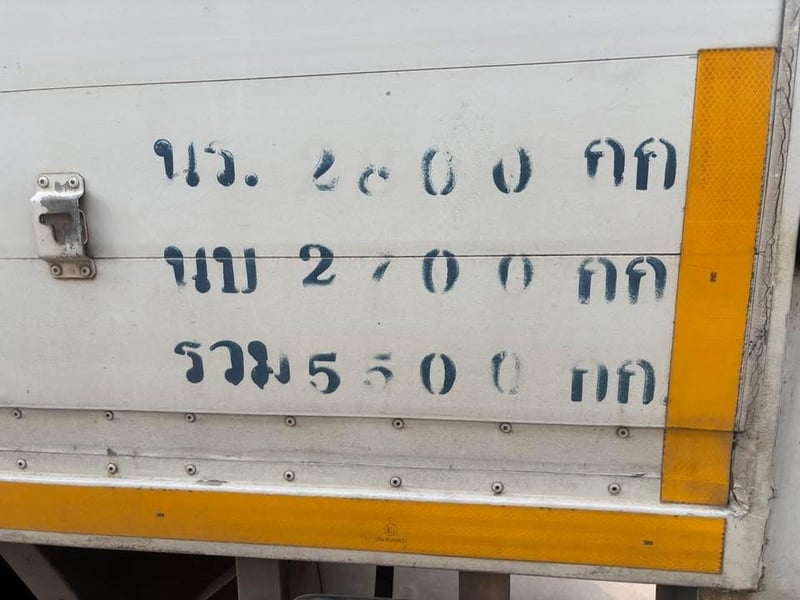 นร. 2800 กก
นบ 2700 กก
รวม 5500 กก.